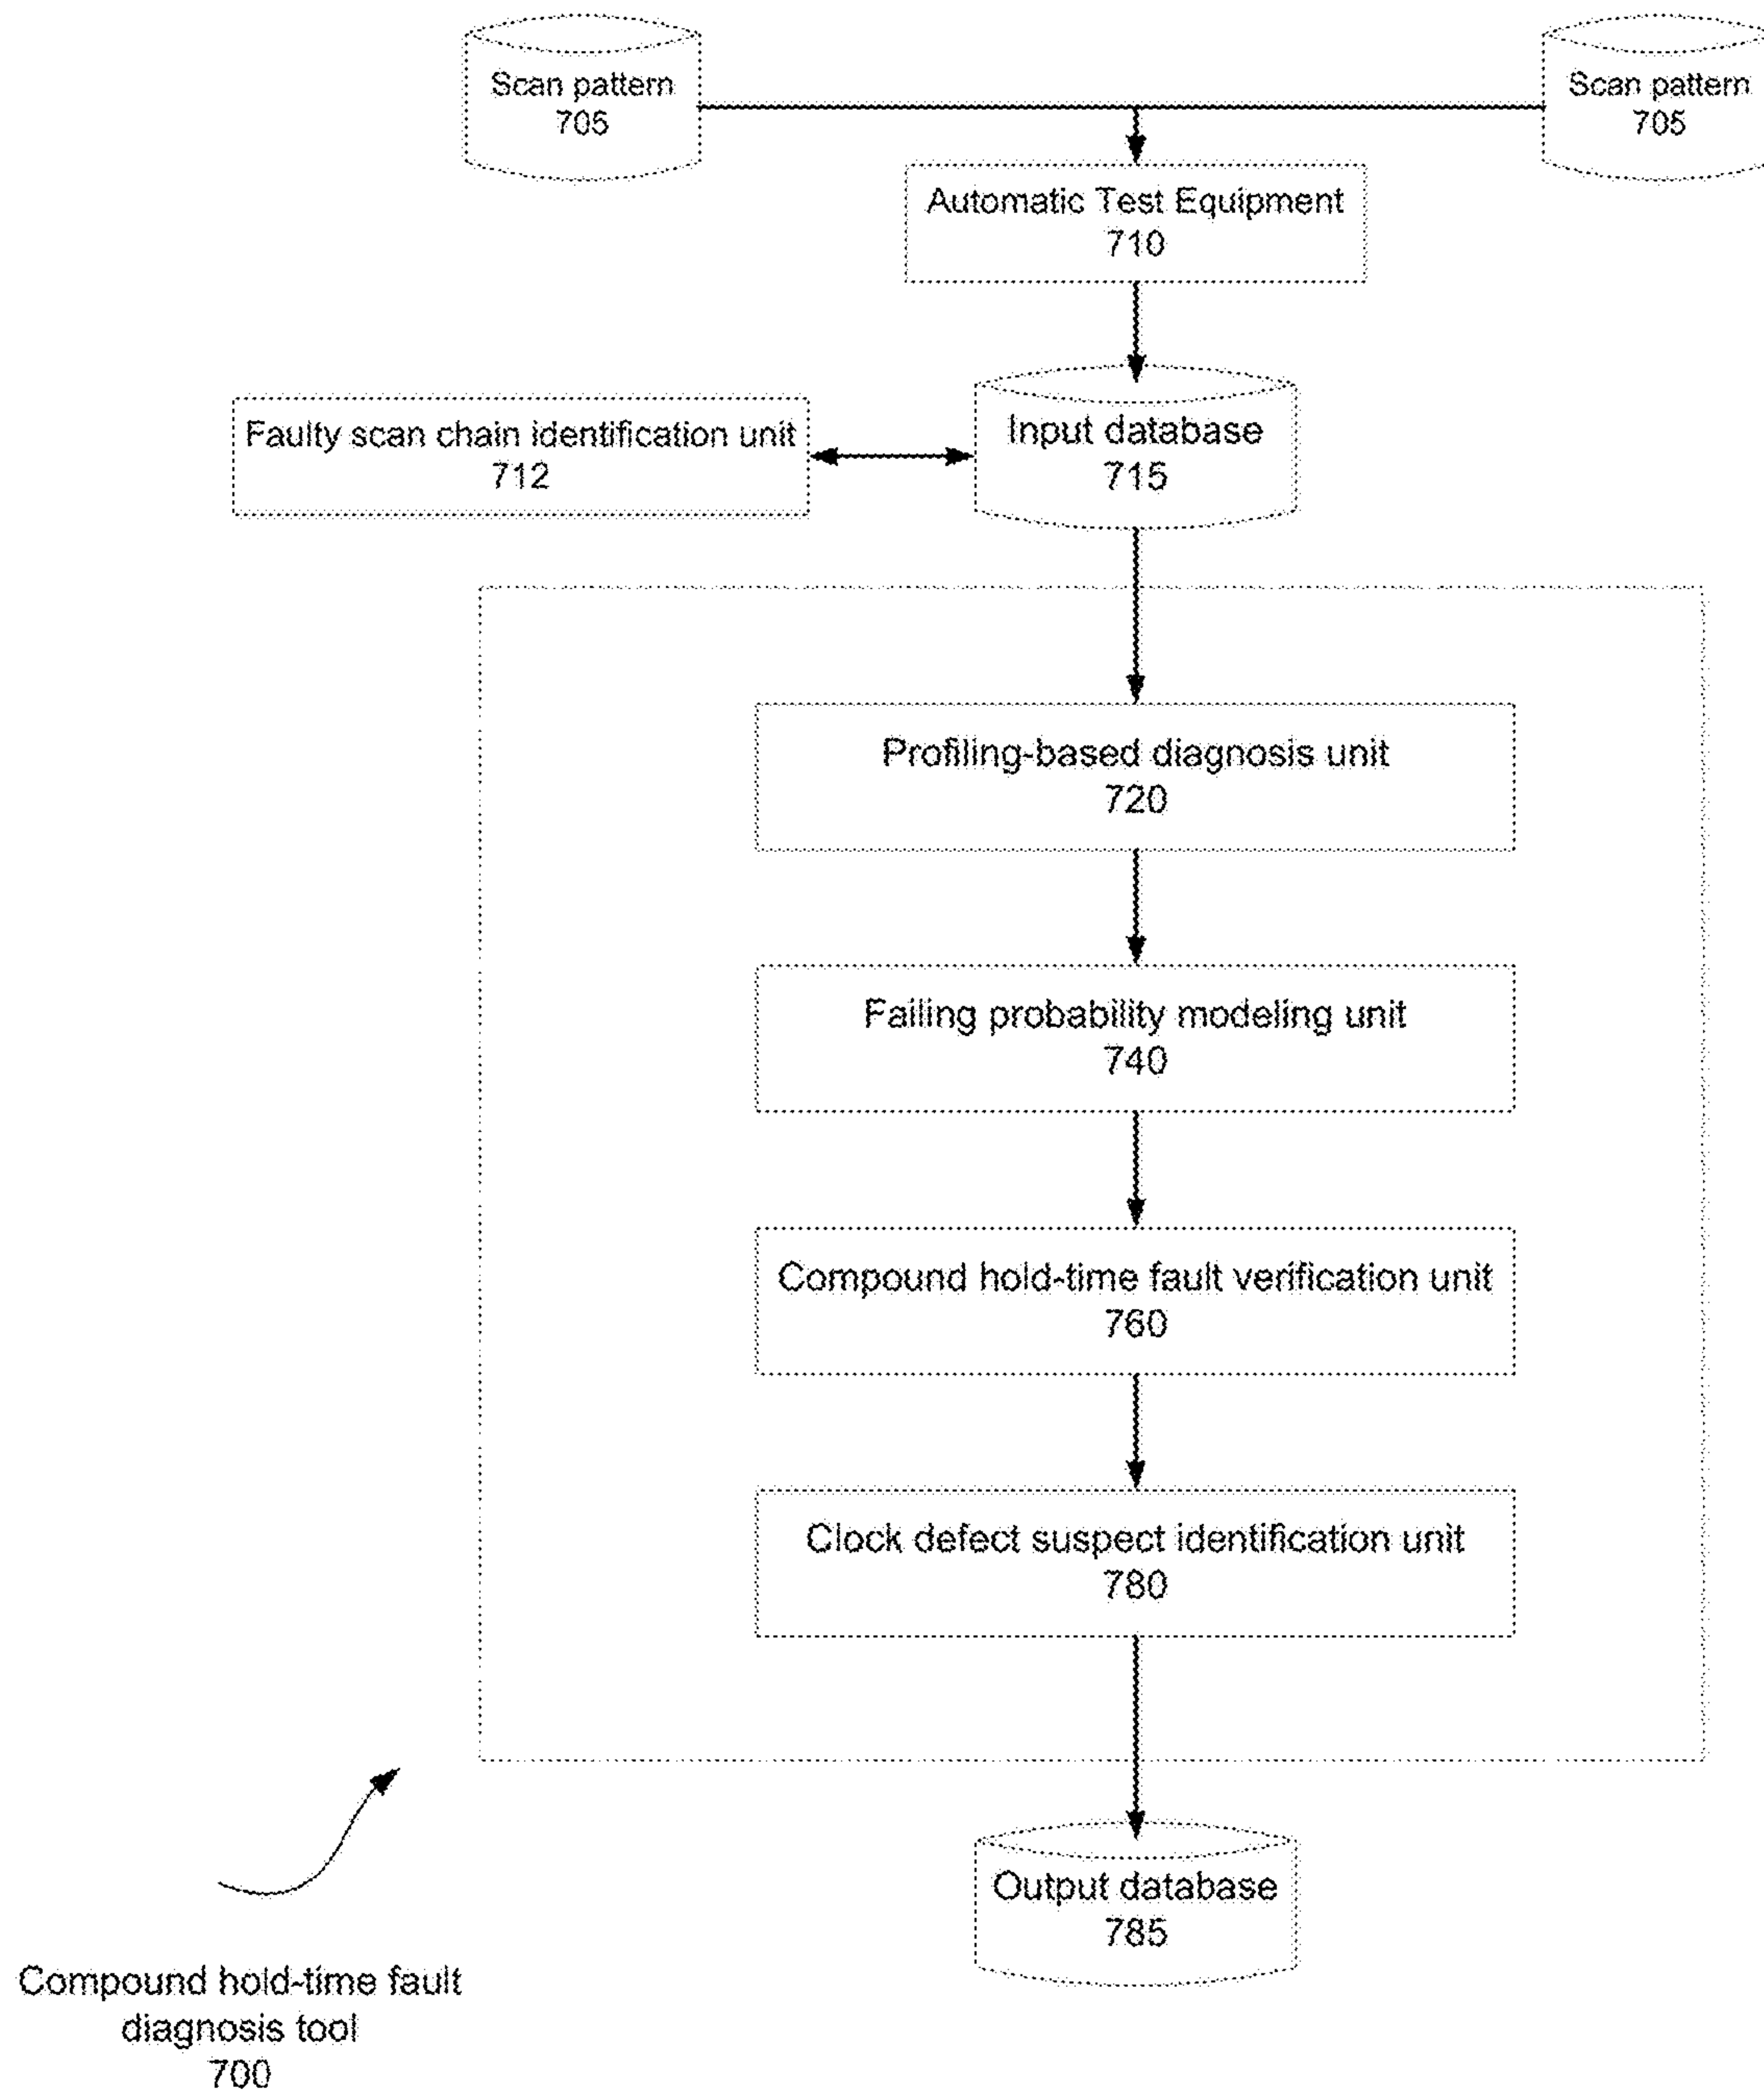 Scan pattern
705
Scan pattern
705
Automatic Test Equipment
710
Faulty scan chain identification unit
712
Input database
715
Profiling-based diagnosis unit
720
Failing probability modeling unit
740
Compound hold-time fault verification unit
760
Clock defect suspect identification unit
780
Output database
785
Compound hold-time fault
diagnosis tool
700